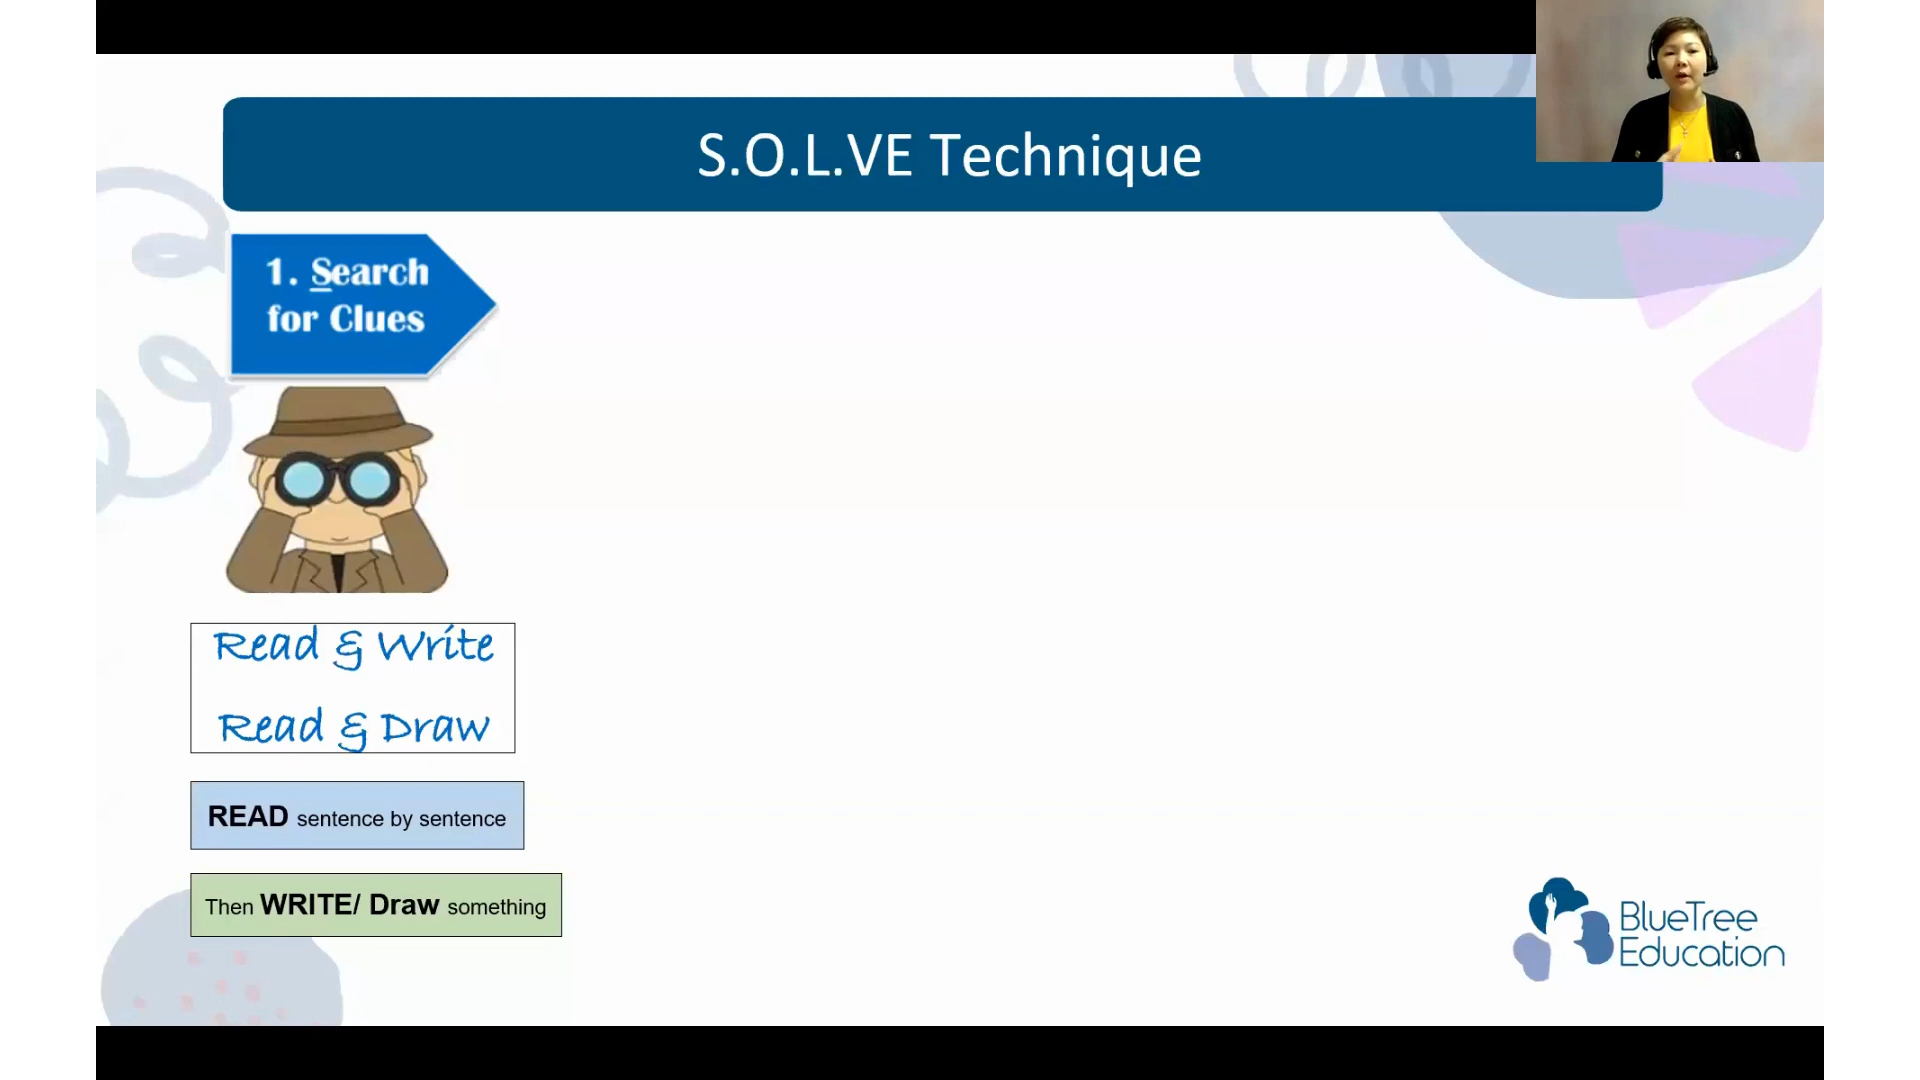 S.O.L.VE Technique
1. Search
for Clues
Read & Write
Read & Draw
READ sentence by sentence
Then WRITE/ Draw something
BlueTree
Education